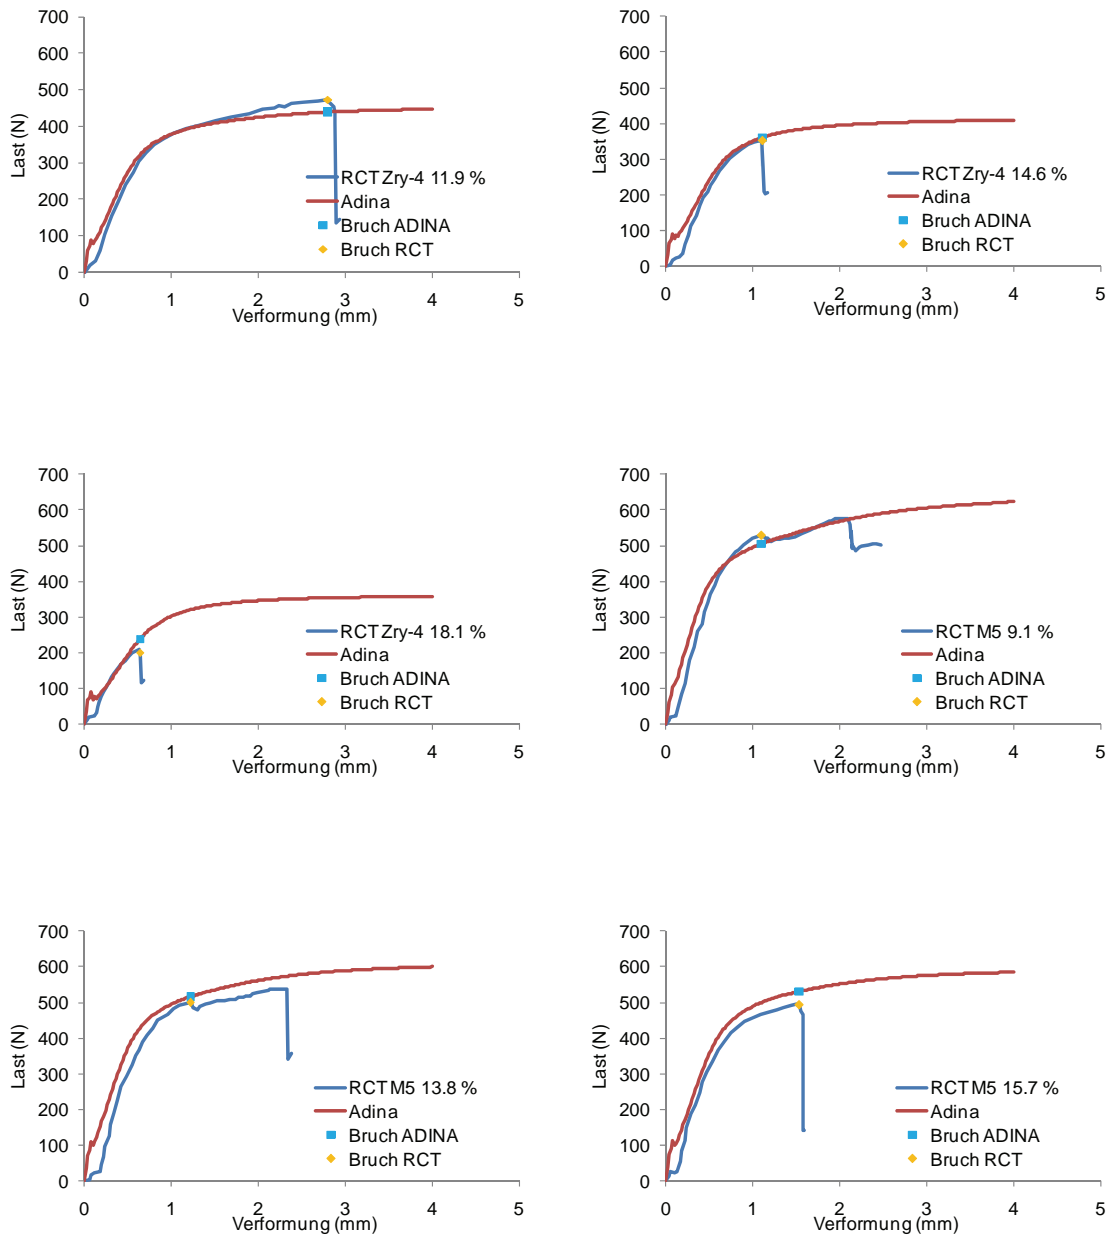 700
600
500
400
300
200
100
0
Last (N)
0 1 2 3 4 5
Verformung (mm)
RCT Zry-4 11.9 %
Adina
Bruch ADINA
Bruch RCT
700
600
500
400
300
200
100
0
Last (N)
0 1 2 3 4 5
Verformung (mm)
RCT Zry-4 14.6 %
Adina
Bruch ADINA
Bruch RCT
700
600
500
400
300
200
100
0
Last (N)
0 1 2 3 4 5
Verformung (mm)
RCT Zry-4 18.1 %
Adina
Bruch ADINA
Bruch RCT
700
600
500
400
300
200
100
0
Last (N)
0 1 2 3 4 5
Verformung (mm)
RCT M5 9.1 %
Adina
Bruch ADINA
Bruch RCT
700
600
500
400
300
200
100
0
Last (N)
0 1 2 3 4 5
Verformung (mm)
RCT M5 13.8 %
Adina
Bruch ADINA
Bruch RCT
700
600
500
400
300
200
100
0
Last (N)
0 1 2 3 4 5
Verformung (mm)
RCT M5 15.7 %
Adina
Bruch ADINA
Bruch RCT